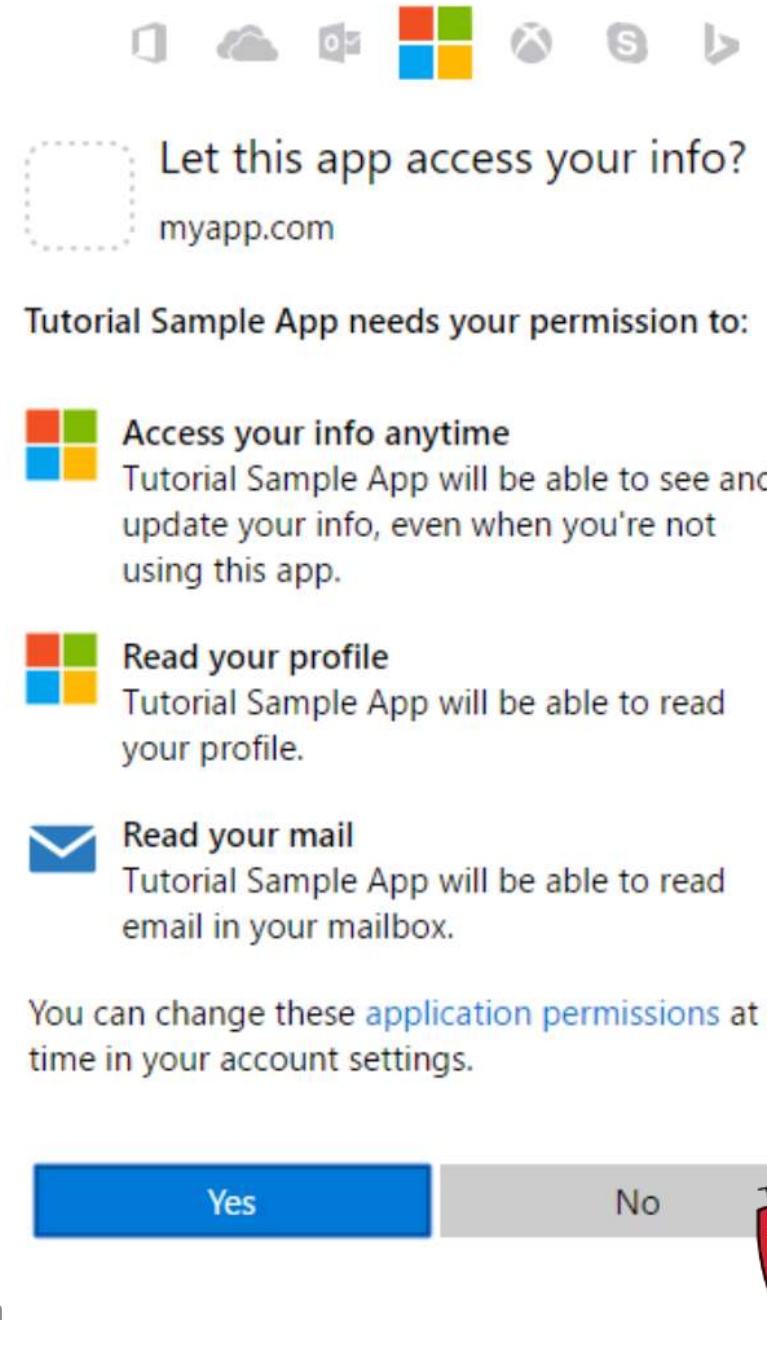 Let this app access your info?
myapp.com
Tutorial Sample App needs your permission to:
Access your info anytime
Tutorial Sample App will be able to see and
update your info, even when you're not
using this app.
Read your profile
Tutorial Sample App will be able to read
your profile.
Read your mail
Tutorial Sample App will be able to read
email in your mailbox.
You can change these application permissions at
time in your account settings.
Yes
No